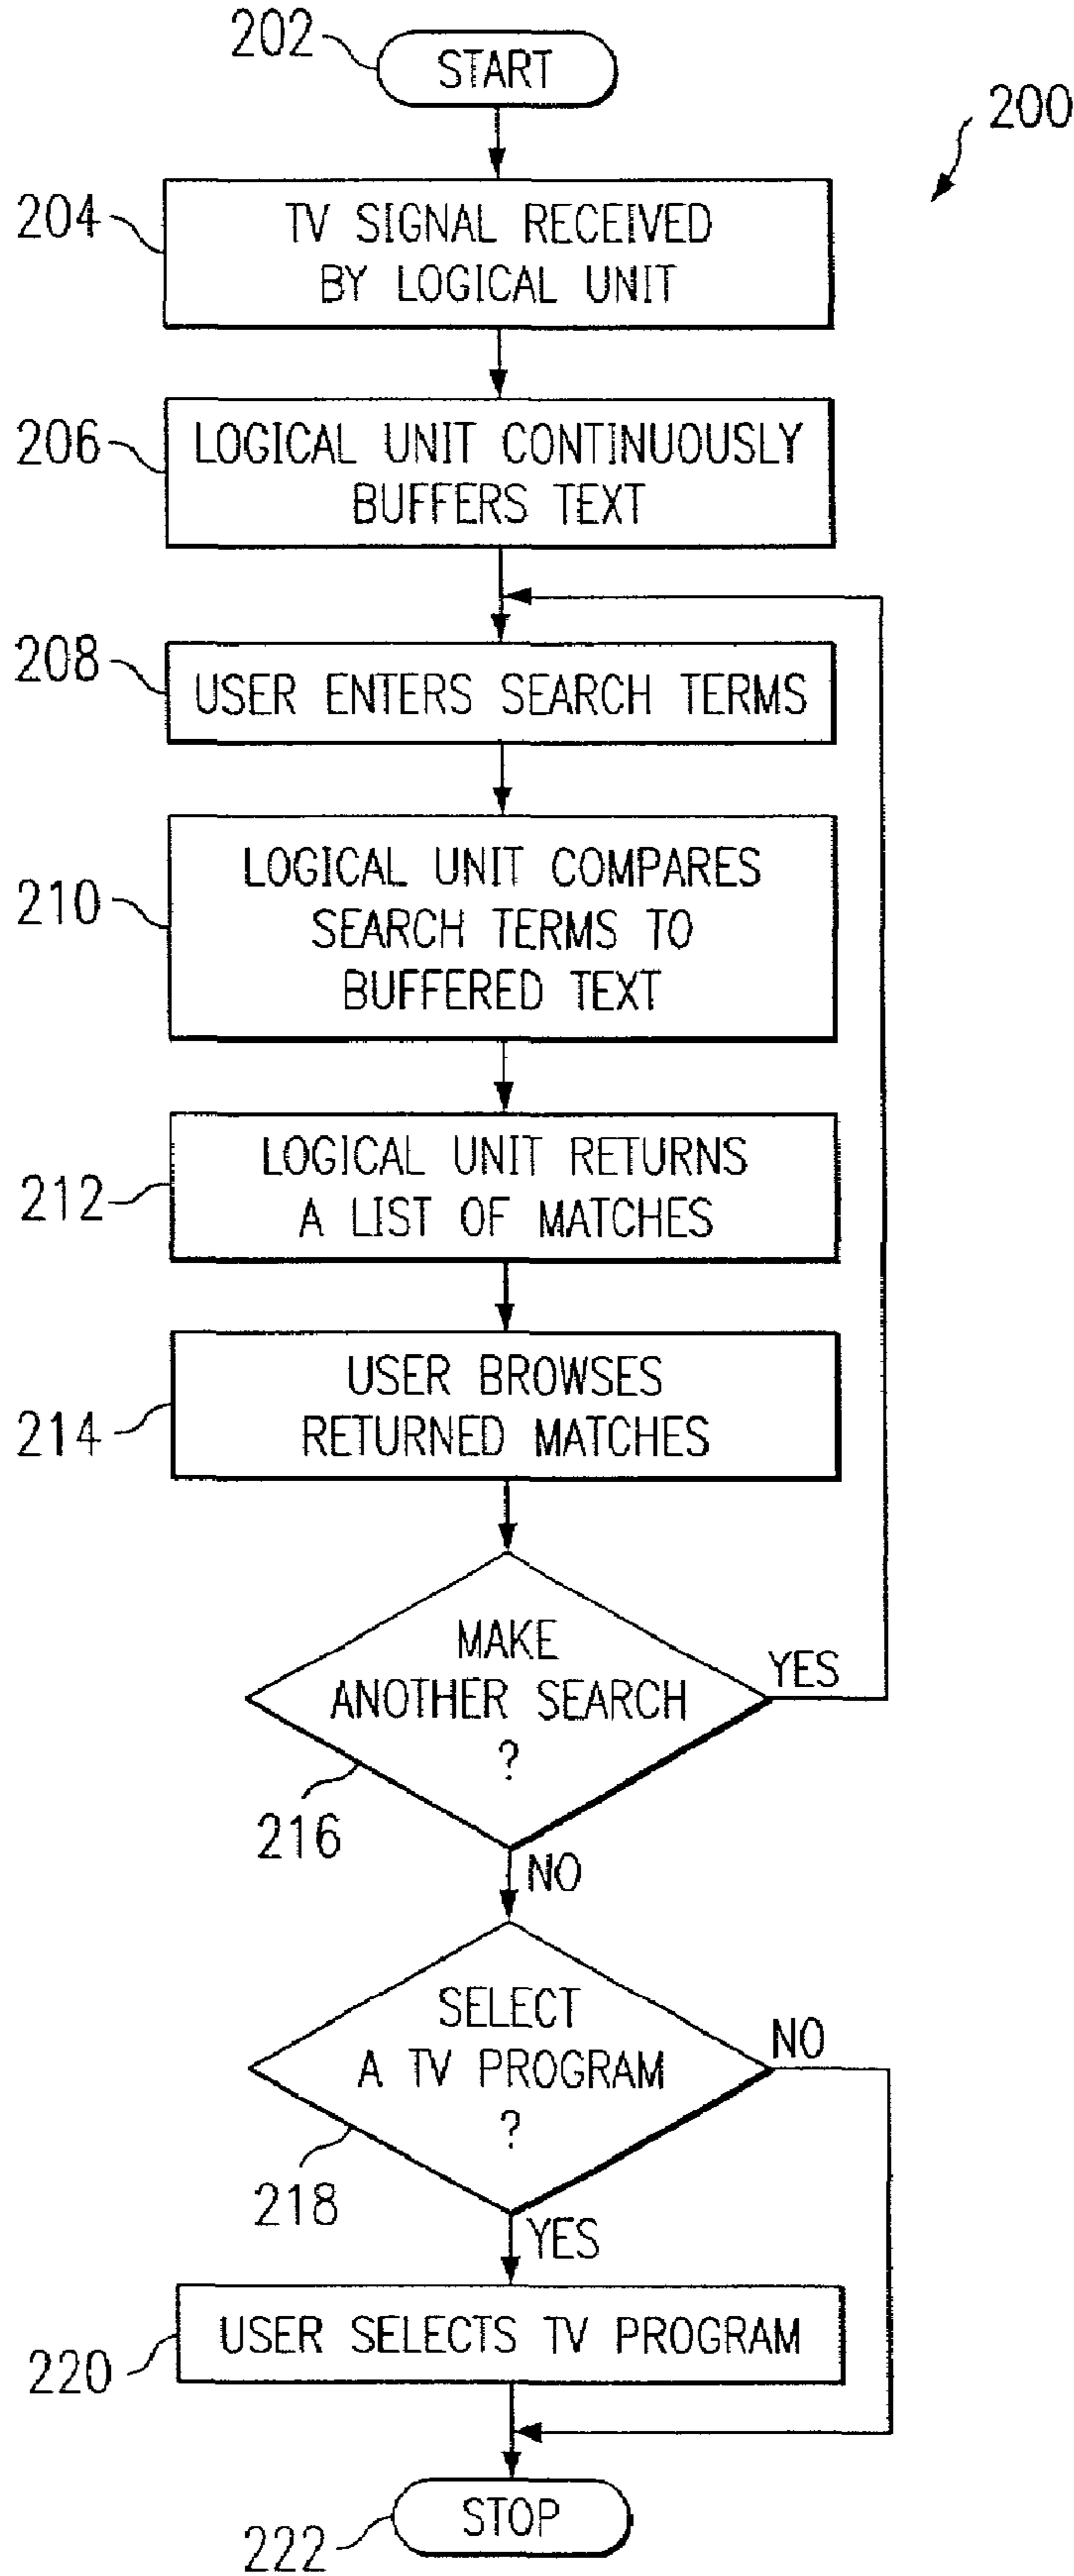 202
START
200
204
TV SIGNAL RECEIVED
BY LOGICAL UNIT
206
LOGICAL UNIT CONTINUOUSLY
BUFFERS TEXT
208
USER ENTERS SEARCH TERMS
210
LOGICAL UNIT COMPARES
SEARCH TERMS TO
BUFFERED TEXT
212
LOGICAL UNIT RETURNS
A LIST OF MATCHES
214
USER BROWSES
RETURNED MATCHES
MAKE
ANOTHER SEARCH
?
YES
216
NO
SELECT
A TV PROGRAM
?
NO
218
YES
220
USER SELECTS TV PROGRAM
222
STOP